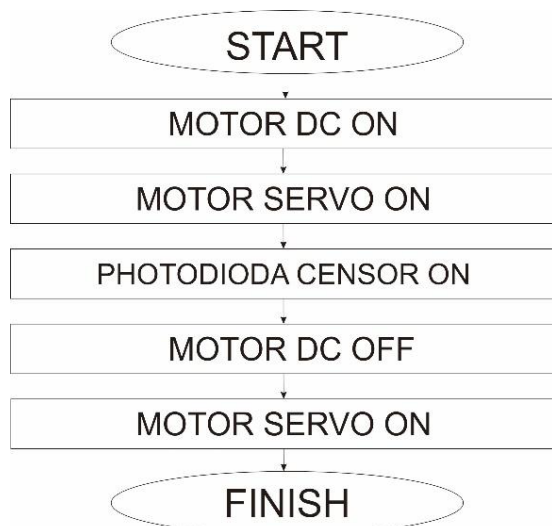 START
MOTOR DC ON
MOTOR SERVO ON
PHOTODIODA CENSOR ON
MOTOR DC OFF
MOTOR SERVO ON
FINISH